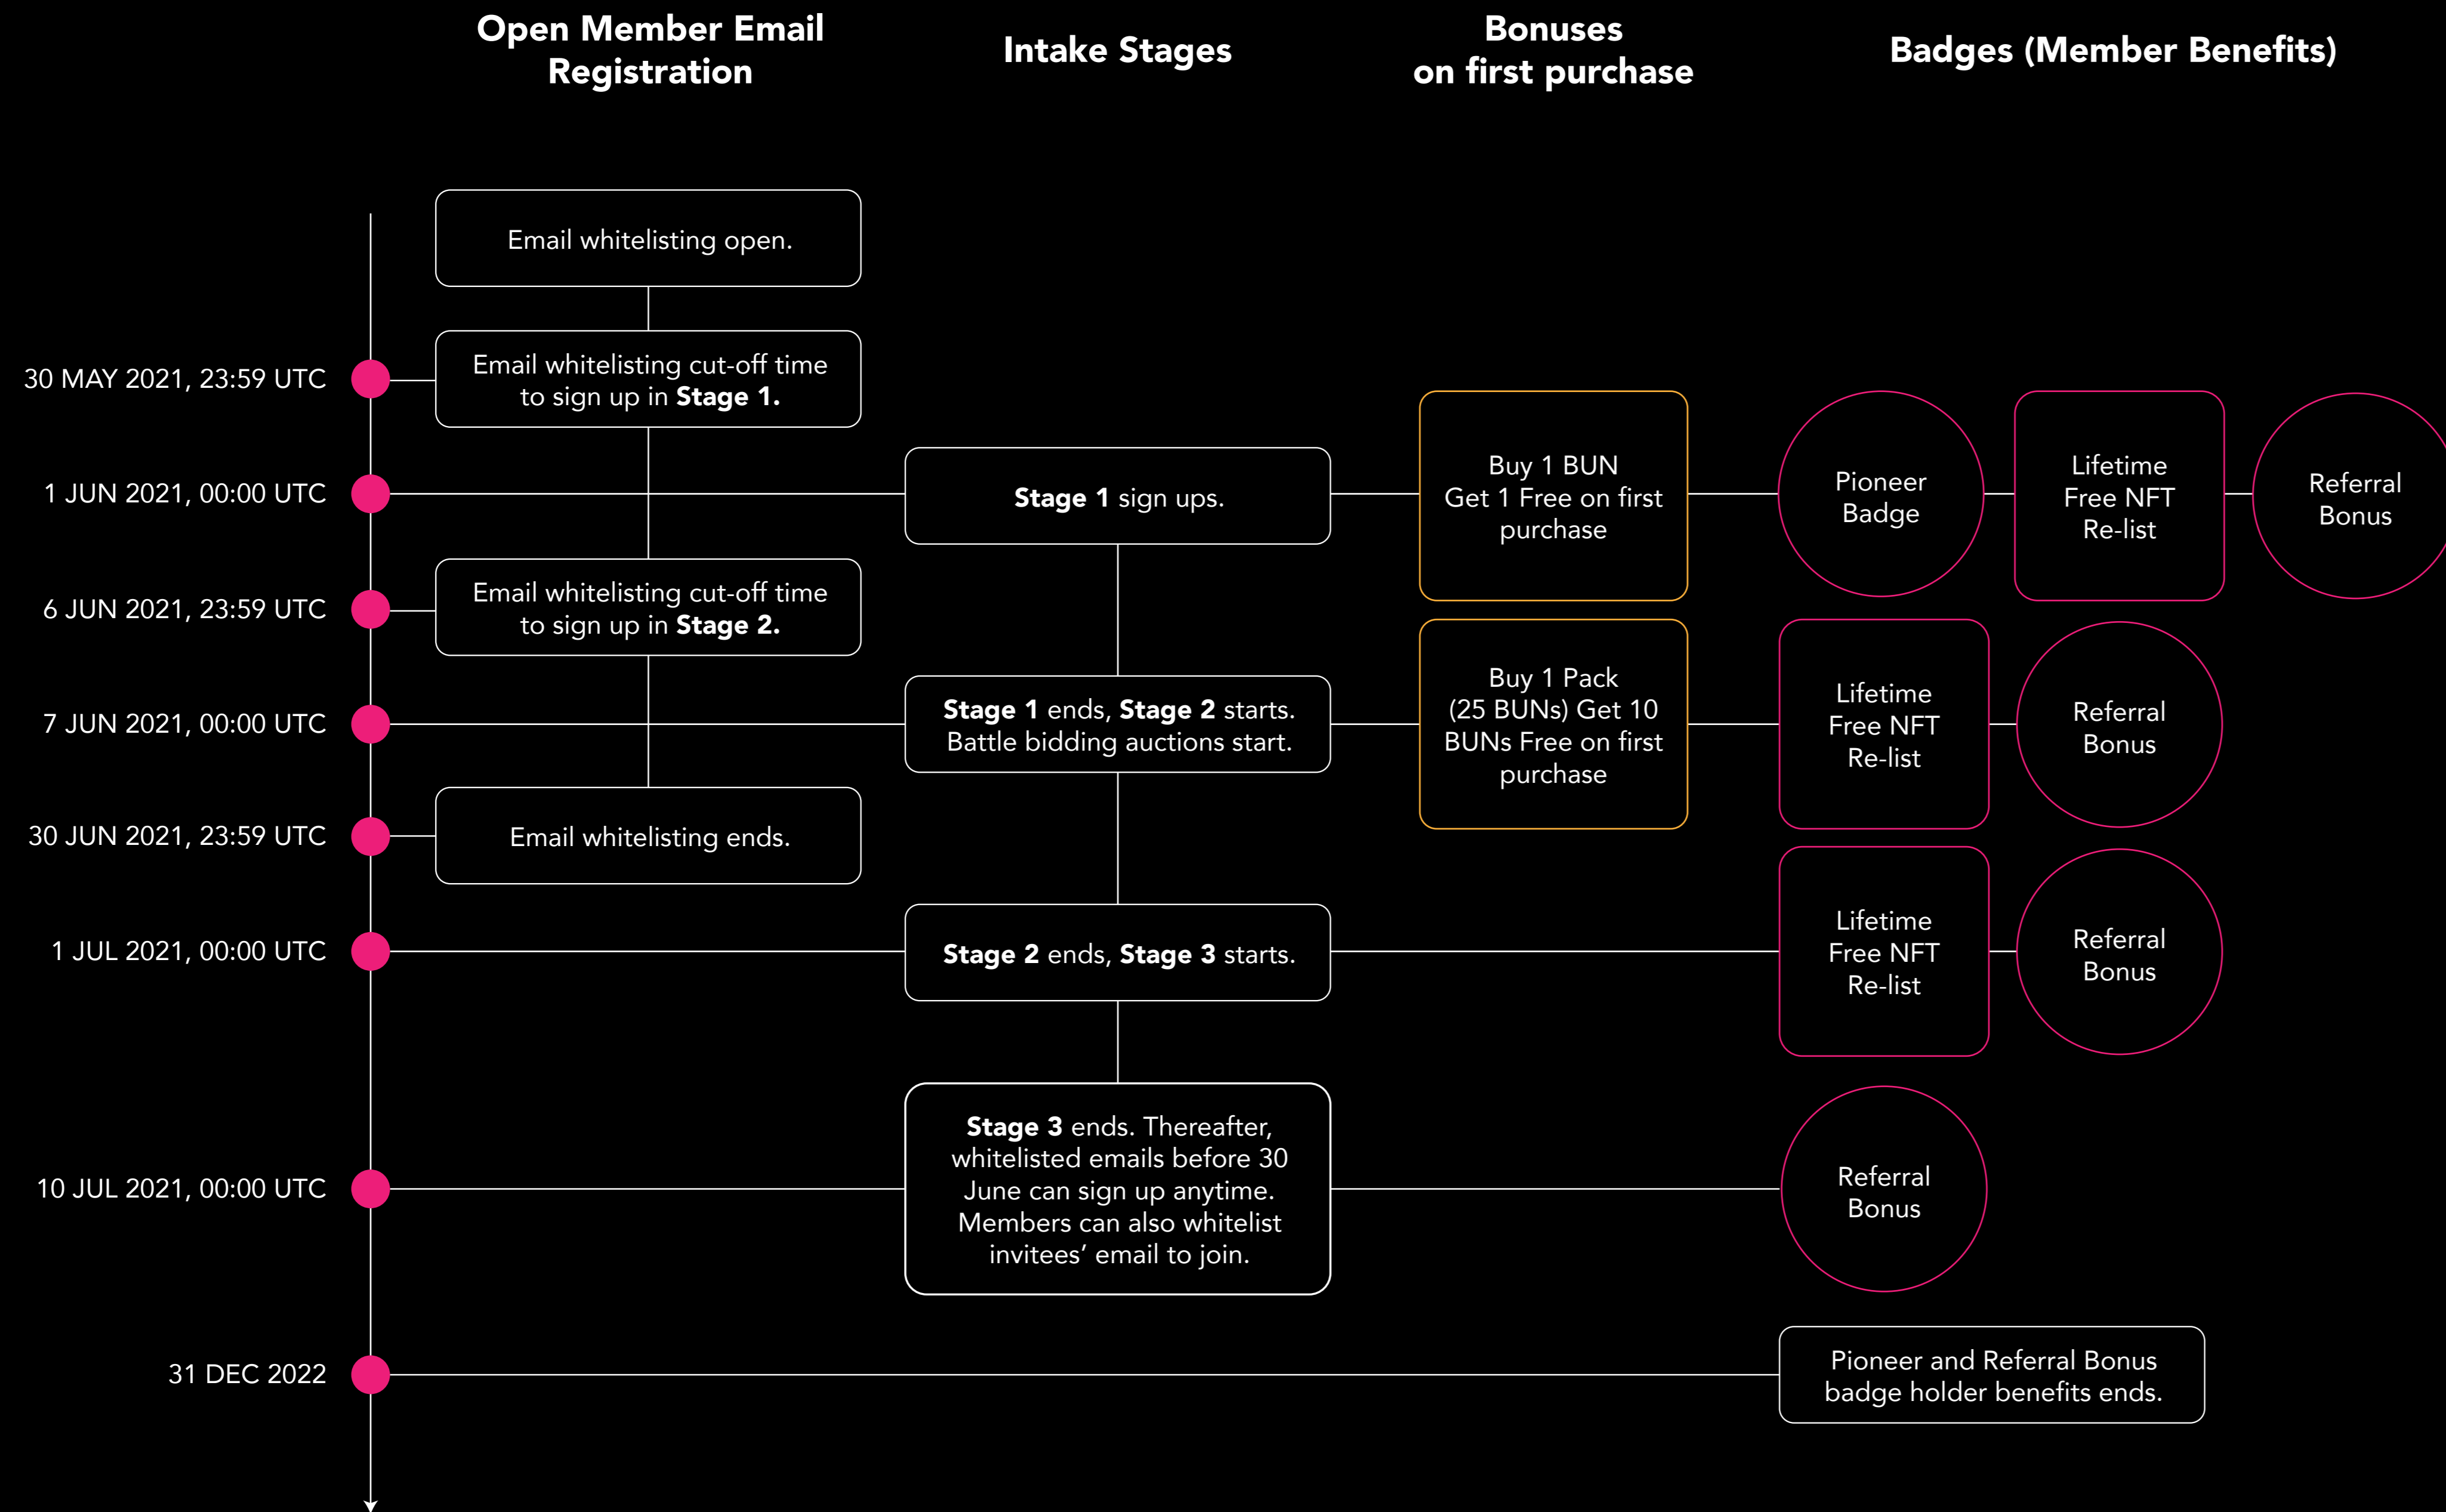 Open Member Email
Registration
Intake Stages
Bonuses
on first purchase
Badges (Member Benefits)
Email whitelisting open.
30 MAY 2021, 23:59 UTC
Email whitelisting cut-off time
to sign up in Stage 1.
1 JUN 2021, 00:00 UTC
Stage 1 sign ups.
Buy 1 BUN
Get 1 Free on first
purchase
Pioneer
Badge
Lifetime
Free NFT
Re-list
Referral
Bonus
6 JUN 2021, 23:59 UTC
Email whitelisting cut-off time
to sign up in Stage 2.
7 JUN 2021, 00:00 UTC
Stage 1 ends, Stage 2 starts.
Battle bidding auctions start.
Buy 1 Pack
(25 BUNs) Get 10
BUNs Free on first
purchase
Lifetime
Free NFT
Re-list
Referral
Bonus
30 JUN 2021, 23:59 UTC
Email whitelisting ends.
1 JUL 2021, 00:00 UTC
Stage 2 ends, Stage 3 starts.
Lifetime
Free NFT
Re-list
Referral
Bonus
10 JUL 2021, 00:00 UTC
Stage 3 ends. Thereafter,
whitelisted emails before 30
June can sign up anytime.
Members can also whitelist
invitees’ email to join.
Referral
Bonus
31 DEC 2022
Pioneer and Referral Bonus
badge holder benefits ends.